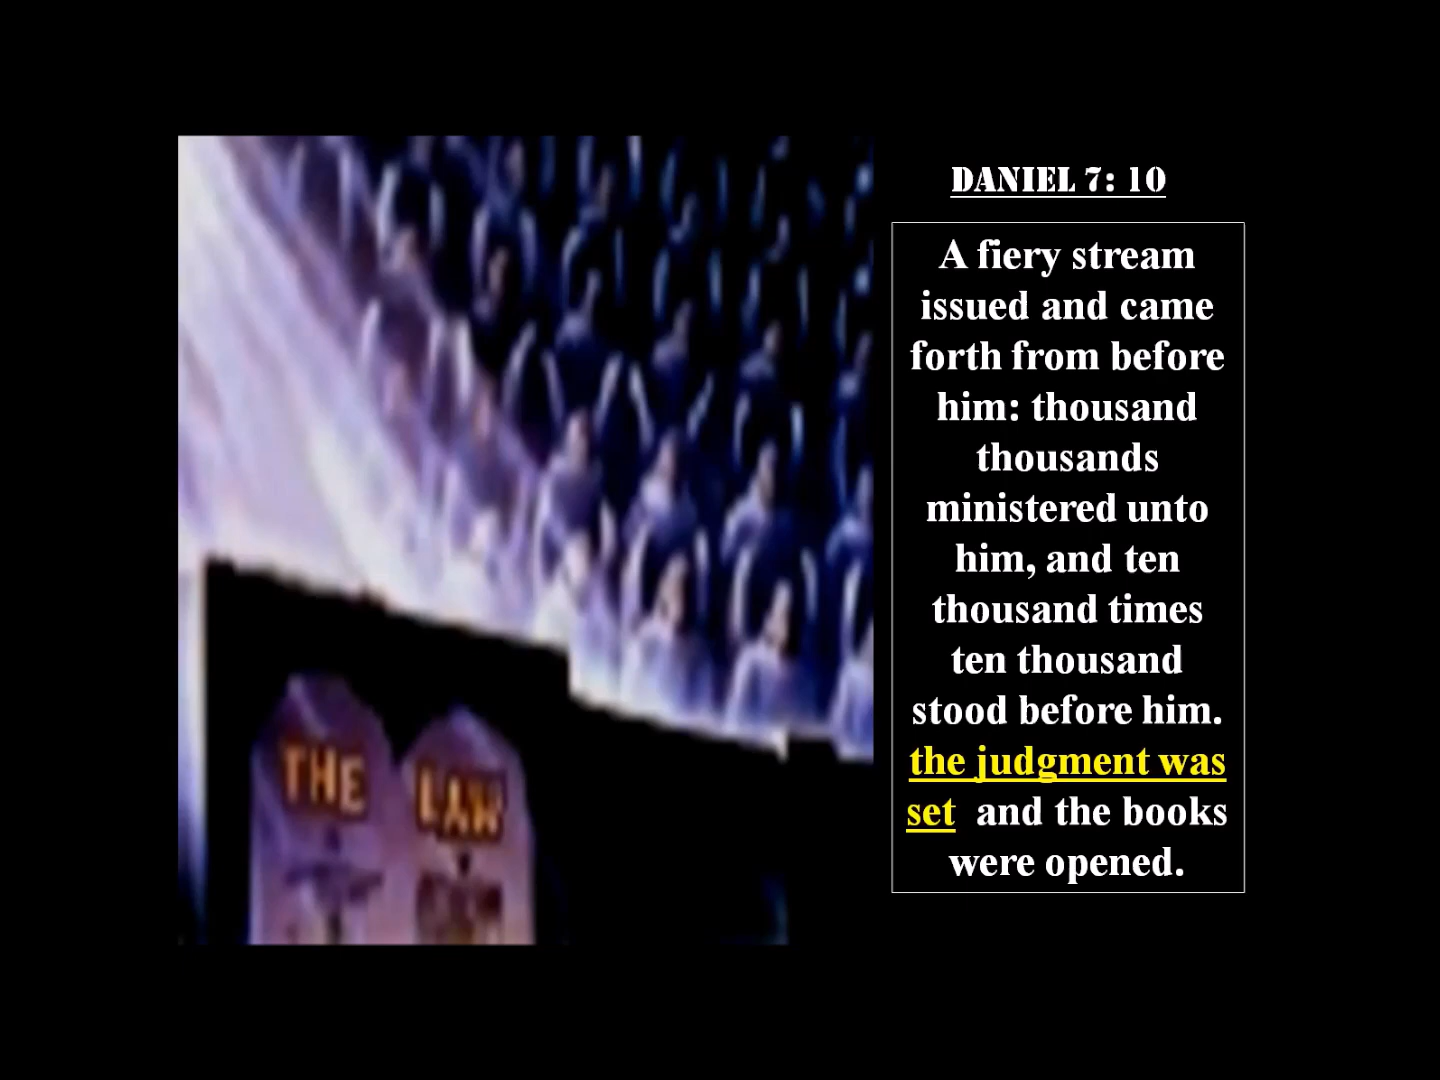 DANIEL 7: 10
A fiery stream
issued and came
forth from before
him: thousand
thousands
ministered unto
him, and ten
thousand times
ten thousand
stood before him.
the judgment was
set and the books
were opened.
THE LAW